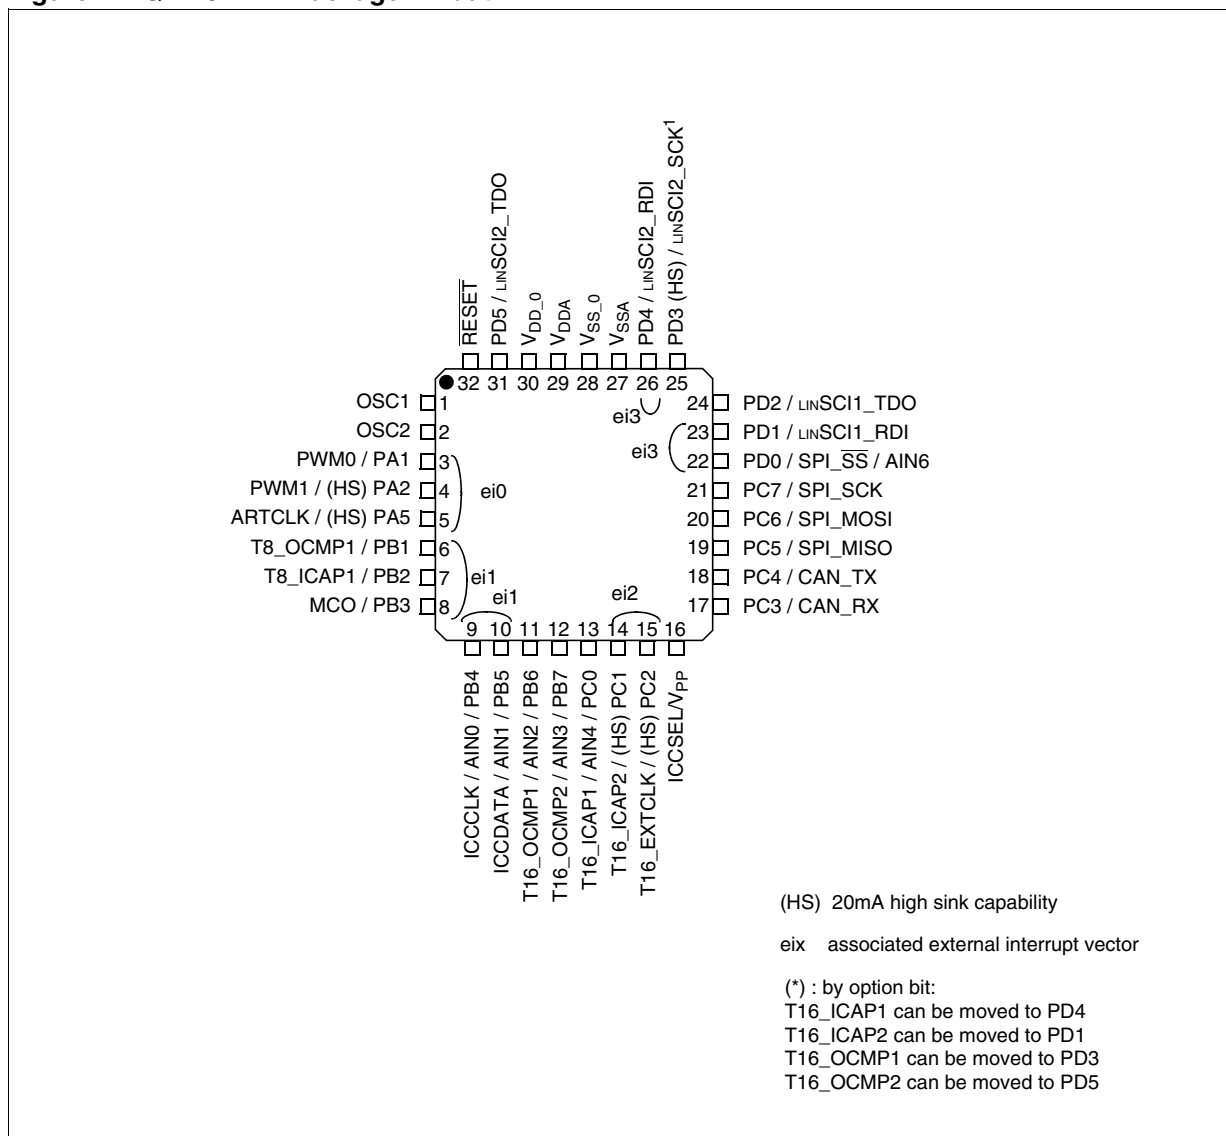 RESET
PD5 / LINSCI2_TDO
VDD_0
VDDA
VSS_0
VSSA
PD4 / LINSCI2_RDI
PD3 (HS) / LINSCI2_SCK1
32 31 30 29 28 27 26 25
OSC1 1
OSC2 2
PWM0 / PA1 3
PWM1 / (HS) PA2 4
ARTCLK / (HS) PA5 5
T8_OCMP1 / PB1 6
T8_ICAP1 / PB2 7
MCO / PB3 8
ei0
ei1
ei1
ei2
ei3
ei3
24 PD2 / LINSCI1_TDO
23 PD1 / LINSCI1_RDI
22 PD0 / SPI_SS / AIN6
21 PC7 / SPI_SCK
20 PC6 / SPI_MOSI
19 PC5 / SPI_MISO
18 PC4 / CAN_TX
17 PC3 / CAN_RX
9 10 11 12 13 14 15 16
ICCCLK / AIN0 / PB4
ICCDATA / AIN1 / PB5
T16_OCMP1 / AIN2 / PB6
T16_OCMP2 / AIN3 / PB7
T16_ICAP1 / AIN4 / PC0
T16_ICAP2 / (HS) PC1
T16_EXTCLK / (HS) PC2
ICCSEL/VPP
(HS) 20mA high sink capability
eix associated external interrupt vector
(*) : by option bit:
T16_ICAP1 can be moved to PD4
T16_ICAP2 can be moved to PD1
T16_OCMP1 can be moved to PD3
T16_OCMP2 can be moved to PD5